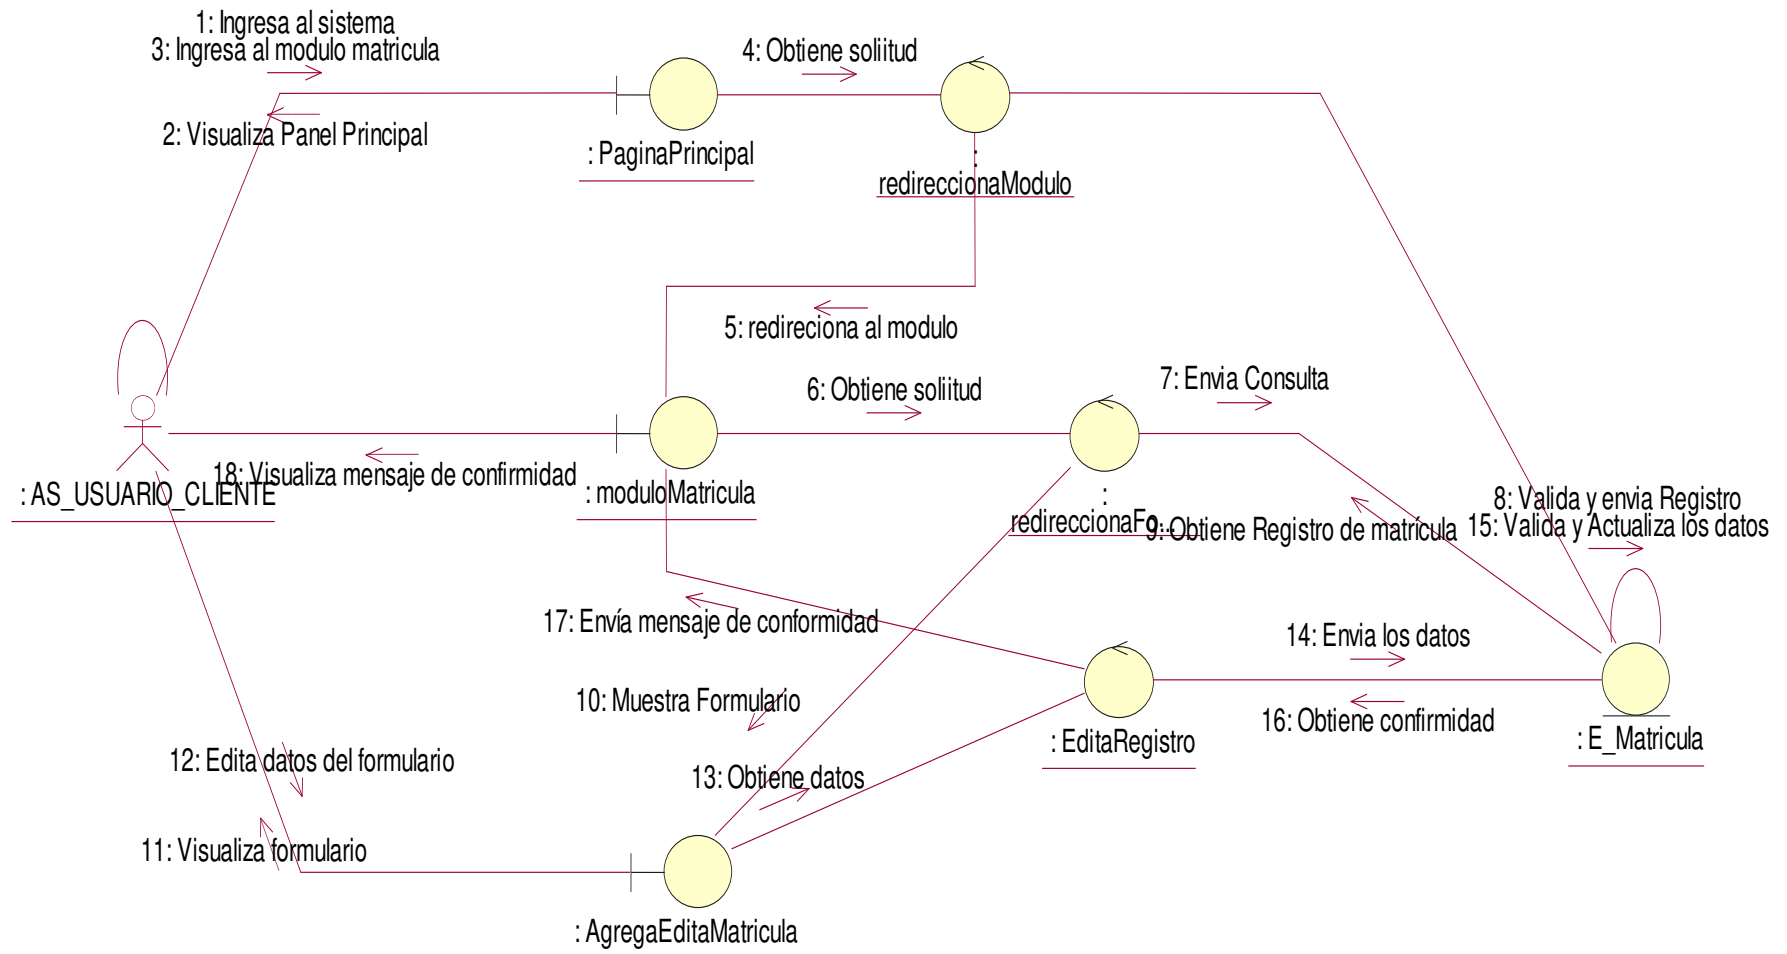 1: Ingresa al sistema
3: Ingresa al modulo matricula
2: Visualiza Panel Principal
4: Obtiene soliitud
: PaginaPrincipal
:
redireccionaModulo
5: redireciona al modulo
6: Obtiene soliitud
7: Envia Consulta
18: Visualiza mensaje de confirmidad
: AS_USUARIO_CLIENTE
: moduloMatricula
:
redireccionaFo...
9: Obtiene Registro de matrícula
8: Valida y envia Registro
15: Valida y Actualiza los datos
17: Envía mensaje de conformidad
14: Envia los datos
16: Obtiene confirmidad
10: Muestra Formulario
: EditaRegistro
: E_Matricula
12: Edita datos del formulario
13: Obtiene datos
11: Visualiza formulario
: AgregaEditaMatricula